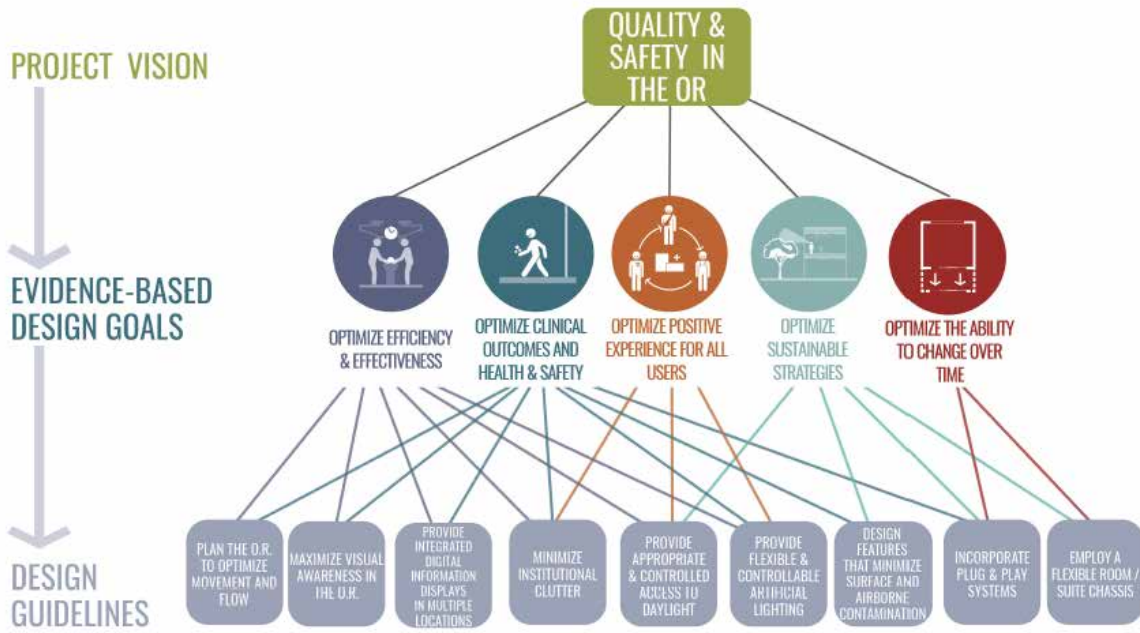 QUALITY &
SAFETY IN
THE OR
PROJECT VISION
EVIDENCE-BASED
DESIGN GOALS
OPTIMIZE EFFICIENCY
& EFFECTIVENESS
OPTIMIZE CLINICAL
OUTCOMES AND
HEALTH & SAFETY
OPTIMIZE POSITIVE
EXPERIENCE FOR ALL
USERS
OPTIMIZE
SUSTAINABLE
STRATEGIES
OPTIMIZE THE ABILITY
TO CHANGE OVER
TIME
DESIGN
GUIDELINES
PLAN THE O.R.
TO OPTIMIZE
MOVEMENT AND
FLOW
MAXIMIZE VISUAL
AWARENESS IN
THE O.R.
PROVIDE
INTEGRATED
DIGITAL
INFORMATION
DISPLAYS
IN MULTIPLE
LOCATIONS
MINIMIZE
INSTITUTIONAL
CLUTTER
PROVIDE
APPROPRIATE
& CONTROLLED
ACCESS TO
DAYLIGHT
PROVIDE
FLEXIBLE &
CONTROLLABLE
ARTIFICIAL
LIGHTING
DESIGN
FEATURES
THAT MINIMIZE
SURFACE AND
AIRBORNE
CONTAMINATION
INCORPORATE
PLUG & PLAY
SYSTEMS
EMPLOY A
FLEXIBLE ROOM /
SUITE CHASSIS